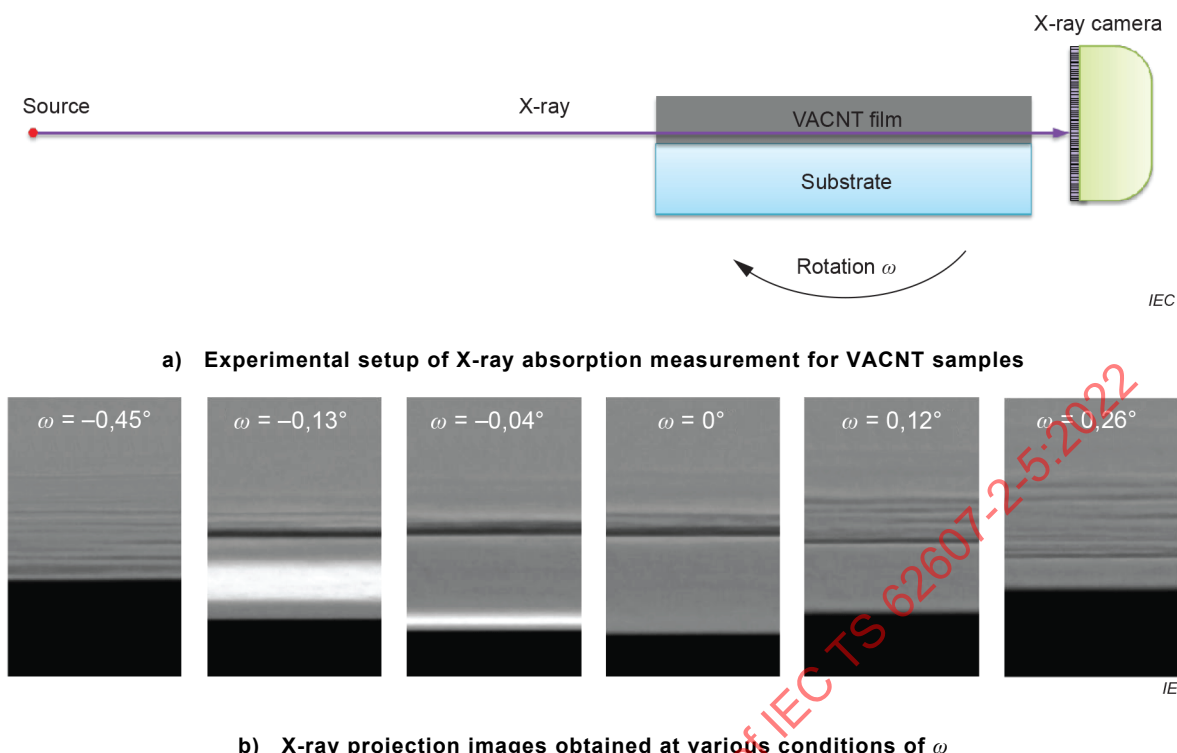 X-ray camera
Source
X-ray
VACNT film
Substrate
Rotation ω
IEC
a) Experimental setup of X-ray absorption measurement for VACNT samples
ω = –0,45°
ω = –0,13°
ω = –0,04°
ω = 0°
ω = 0,12°
ω = 0,26°
of IEC TS 62607-2-5:2022
b) X-ray projection images obtained at various conditions of ω